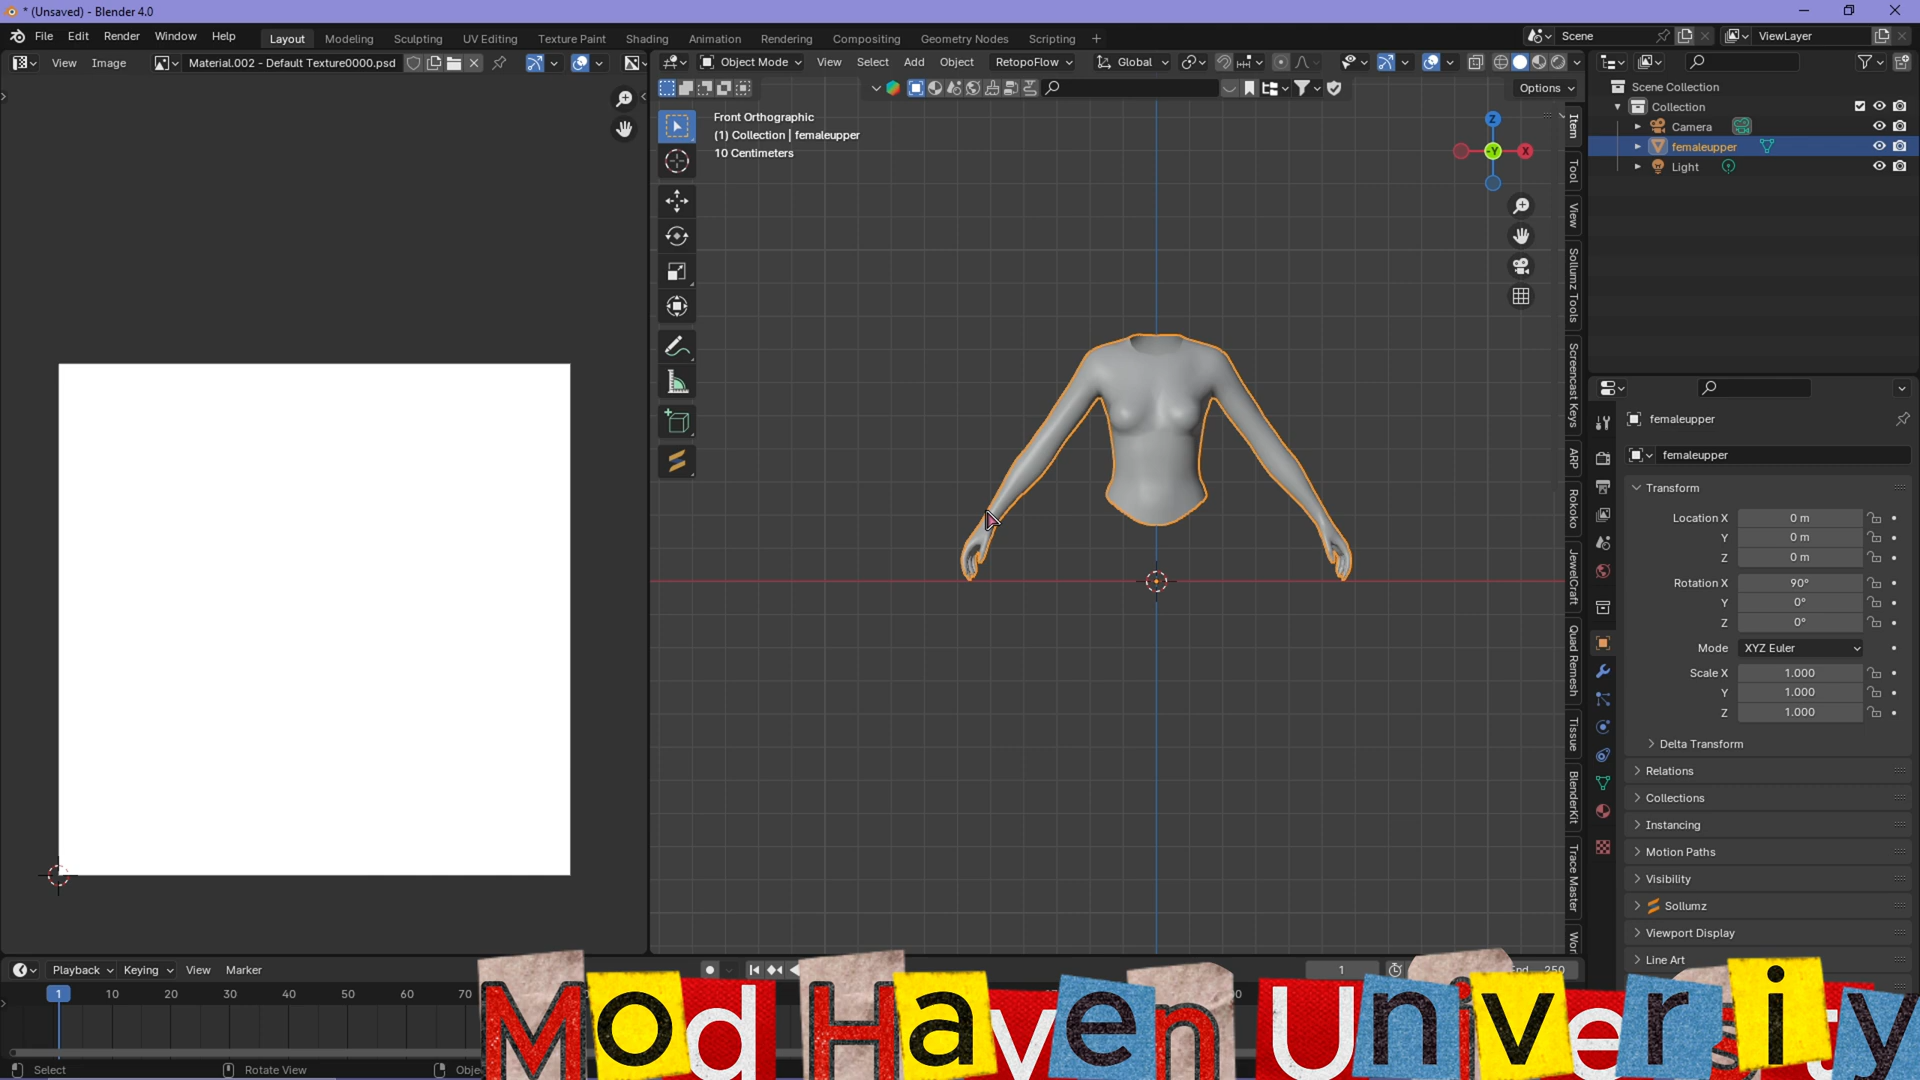 * (Unsaved) - Blender 4.0
File Edit Render Window Help
Layout Modeling Sculpting UV Editing Texture Paint Shading Animation Rendering Compositing Geometry Nodes Scripting +
Scene
ViewLayer
View Image
Material.002 - Default Texture0000.psd
Object Mode View Select Add Object RetopoFlow Global
Options
Front Orthographic
(1) Collection | femaleupper
10 Centimeters
Z
-Y
X
Item
Tool
View
Sollumz Tools
Screencast Keys
ARP
Rokoko
JewelCraft
Quad Remesh
Tissue
BlenderKit
Trace Master
Wor
Scene Collection
Collection
Camera
femaleupper
Light
femaleupper
femaleupper
Transform
Location X 0 m
Y 0 m
Z 0 m
Rotation X 90°
Y 0°
Z 0°
Mode XYZ Euler
Scale X 1.000
Y 1.000
Z 1.000
Delta Transform
Relations
Collections
Instancing
Motion Paths
Visibility
Sollumz
Viewport Display
Line Art
Playback Keying View Marker
1
End 250
1 10 20 30 40 50 60 70
Mod Haven University
Select Rotate View Obje